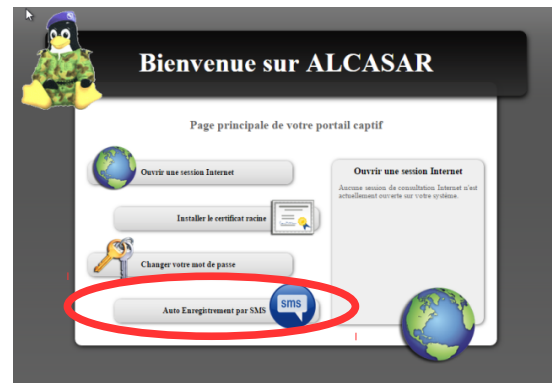 Bienvenue sur ALCASAR
Page principale de votre portail captif
Ouvrir une session Internet
Installer le certificat racine
Changer votre mot de passe
Auto Enregistrement par SMS
sms
Ouvrir une session Internet
Aucune session de consultation Internet n'est
actuellement ouverte sur votre système.